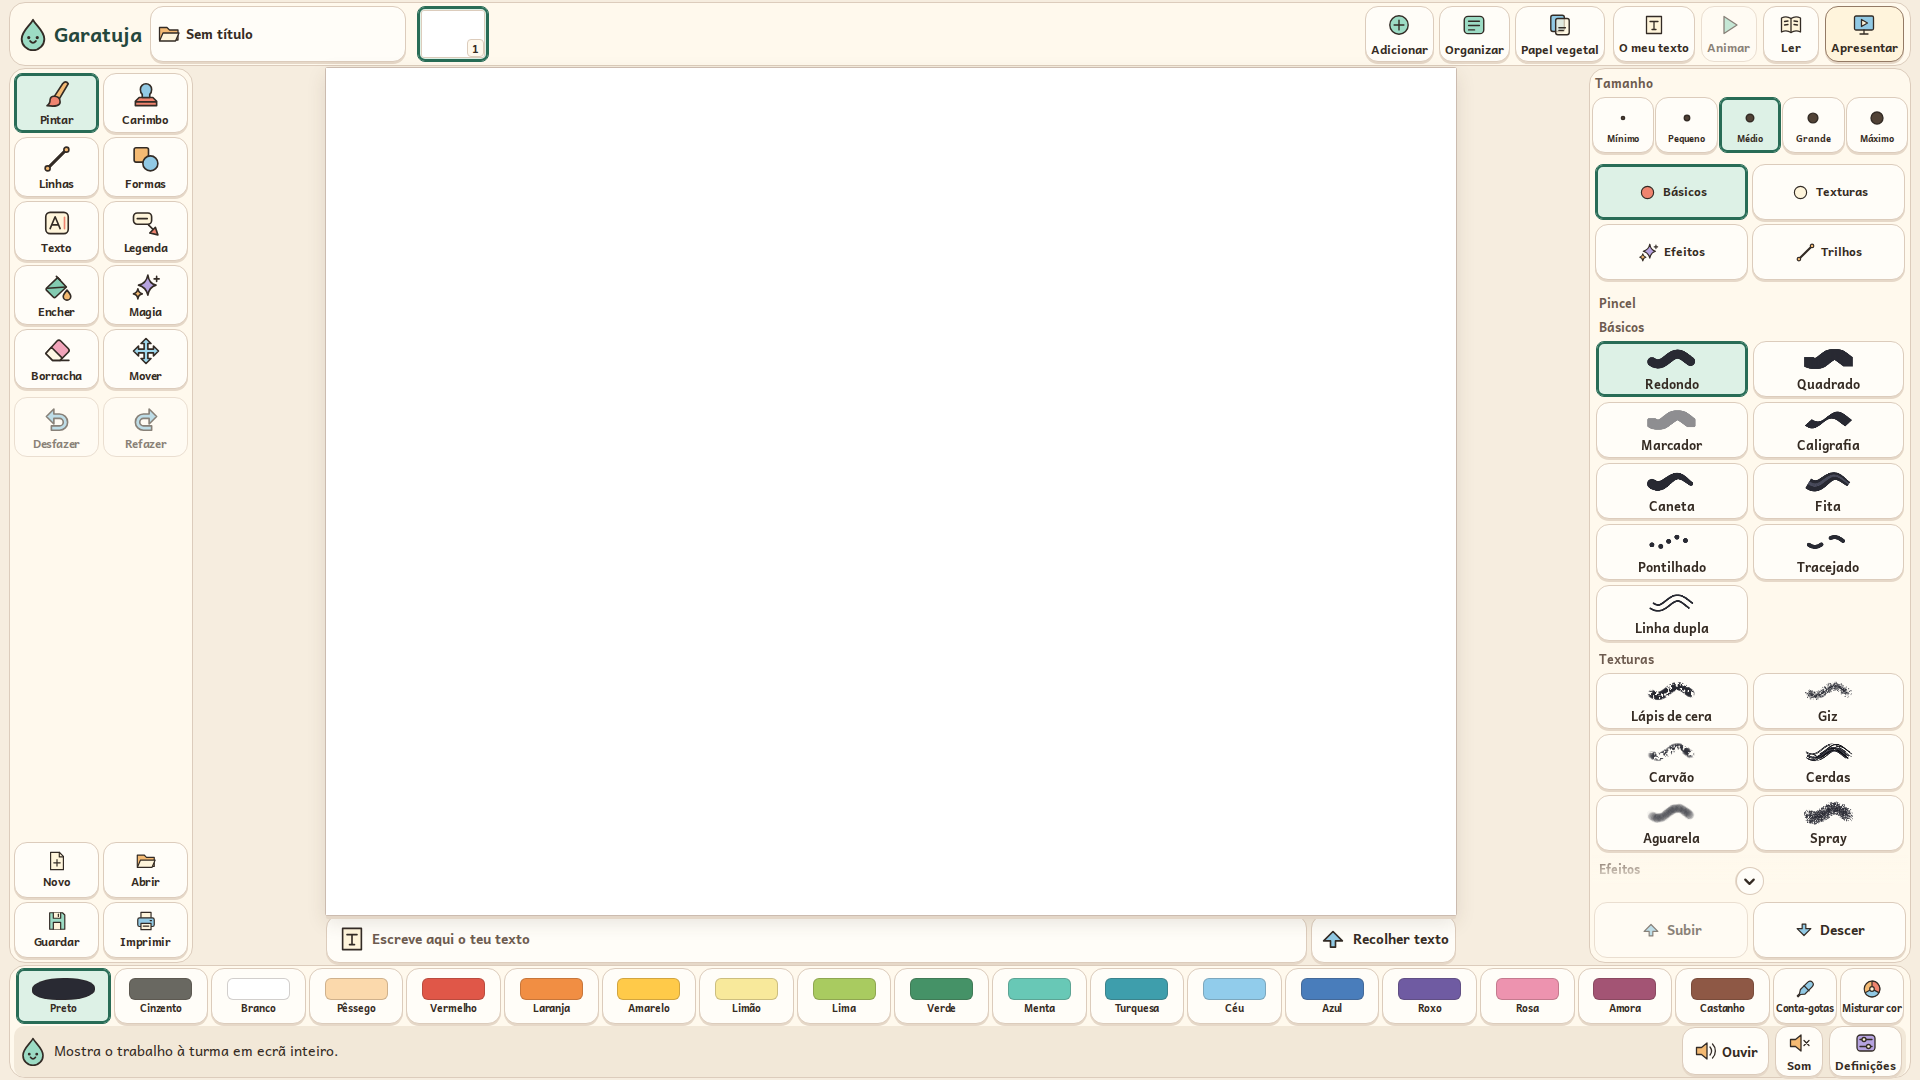 Garatuja
Sem título
1
Adicionar
Organizar
Papel vegetal
O meu texto
Animar
Ler
Apresentar
Pintar
Carimbo
Linhas
Formas
Texto
Legenda
Encher
Magia
Borracha
Mover
Desfazer
Refazer
Novo
Abrir
Guardar
Imprimir
Tamanho
Mínimo
Pequeno
Médio
Grande
Máximo
Básicos
Texturas
Efeitos
Trilhos
Pincel
Básicos
Redondo
Quadrado
Marcador
Caligrafia
Caneta
Fita
Pontilhado
Tracejado
Linha dupla
Texturas
Lápis de cera
Giz
Carvão
Cerdas
Aguarela
Spray
Efeitos
Subir
Descer
Escreve aqui o teu texto
Recolher texto
Preto
Cinzento
Branco
Pêssego
Vermelho
Laranja
Amarelo
Limão
Lima
Verde
Menta
Turquesa
Céu
Azul
Roxo
Rosa
Amora
Castanho
Conta-gotas
Misturar cor
Mostra o trabalho à turma em ecrã inteiro.
Ouvir
Som
Definições